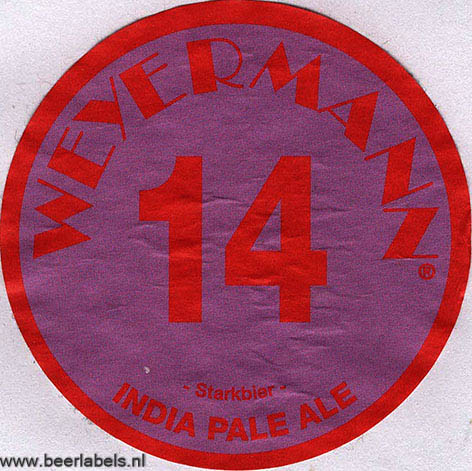 WEYERMANN®
14
- Starkbier -
INDIA PALE ALE
www.beerlabels.nl